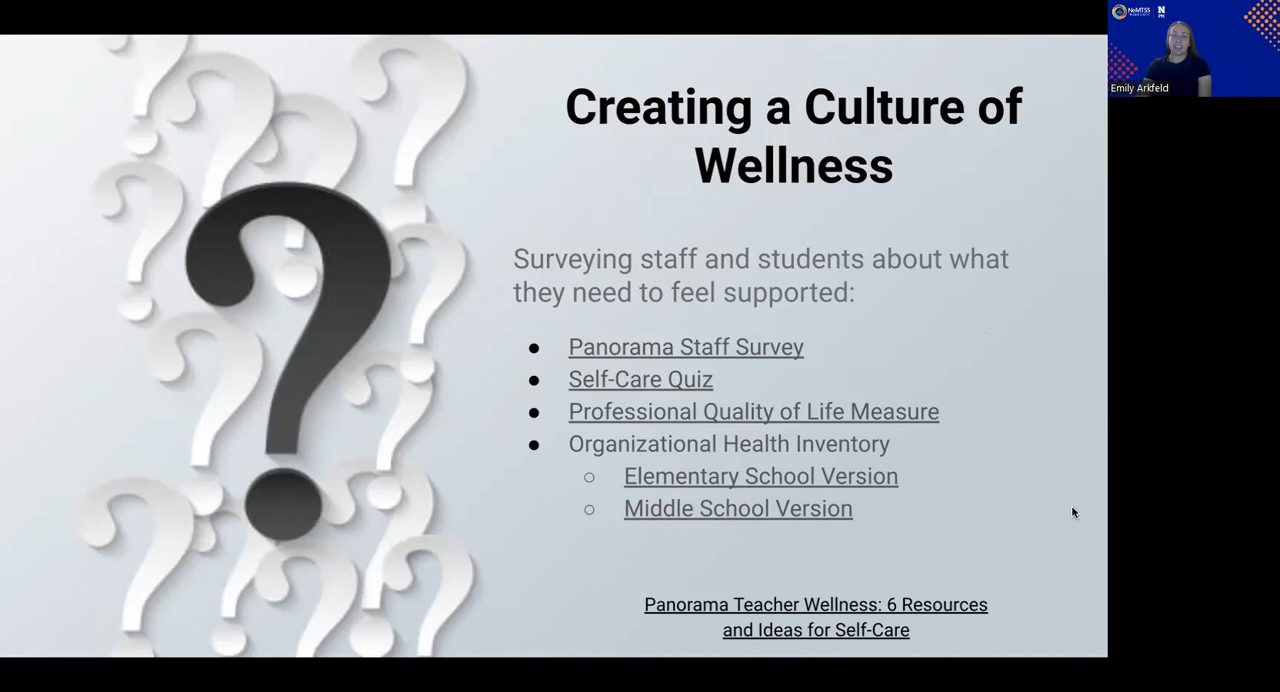 Creating a Culture of
Wellness
Surveying staff and students about what
they need to feel supported:
● Panorama Staff Survey
● Self-Care Quiz
● Professional Quality of Life Measure
● Organizational Health Inventory
○ Elementary School Version
○ Middle School Version
Panorama Teacher Wellness: 6 Resources
and Ideas for Self-Care
NeMTSS
N
Emily Arkfeld